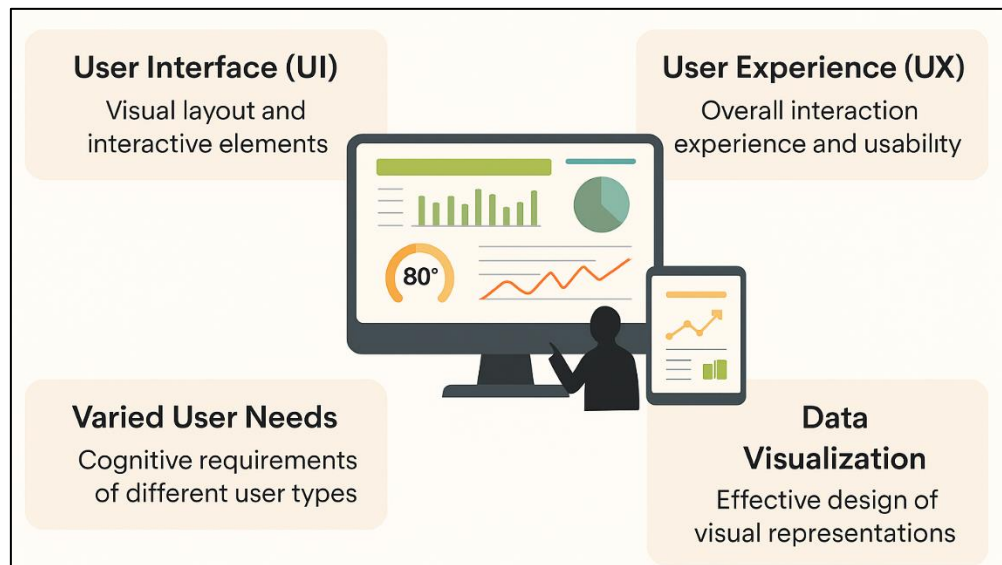 User Interface (UI)
Visual layout and
interactive elements
User Experience (UX)
Overall interaction
experience and usability
80°
Varied User Needs
Cognitive requirements
of different user types
Data
Visualization
Effective design of
visual representations